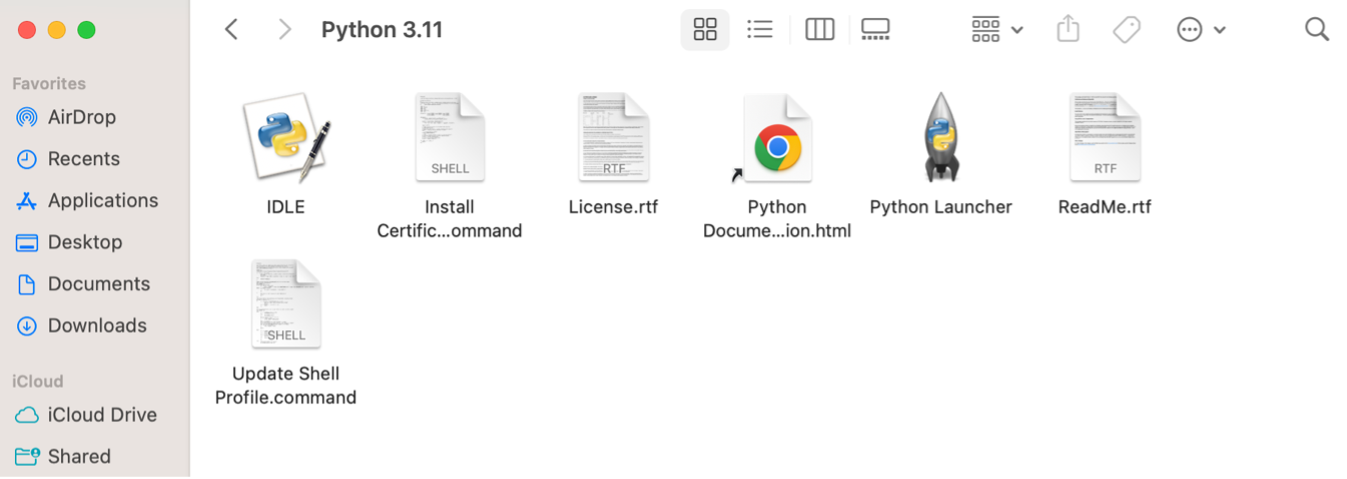 Python 3.11
Favorites
AirDrop
Recents
Applications
Desktop
Documents
Downloads
iCloud
iCloud Drive
Shared
SHELL
RTF
RTF
IDLE
Install
Certific...ommand
License.rtf
Python
Docume...ion.html
Python Launcher
ReadMe.rtf
SHELL
Update Shell
Profile.command